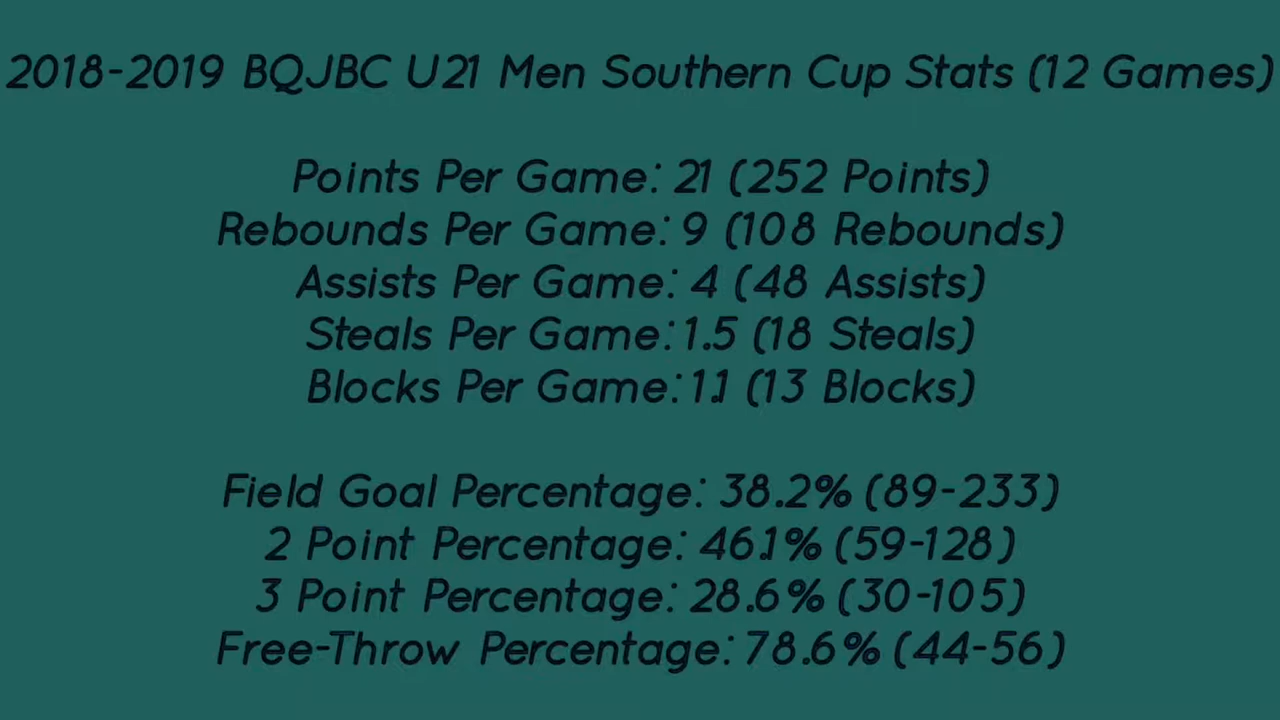 2018-2019 BQJBC U21 Men Southern Cup Stats (12 Games)
Points Per Game: 21 (252 Points)
Rebounds Per Game: 9 (108 Rebounds)
Assists Per Game: 4 (48 Assists)
Steals Per Game: 1.5 (18 Steals)
Blocks Per Game: 1.1 (13 Blocks)
Field Goal Percentage: 38.2% (89-233)
2 Point Percentage: 46.1% (59-128)
3 Point Percentage: 28.6% (30-105)
Free-Throw Percentage: 78.6% (44-56)